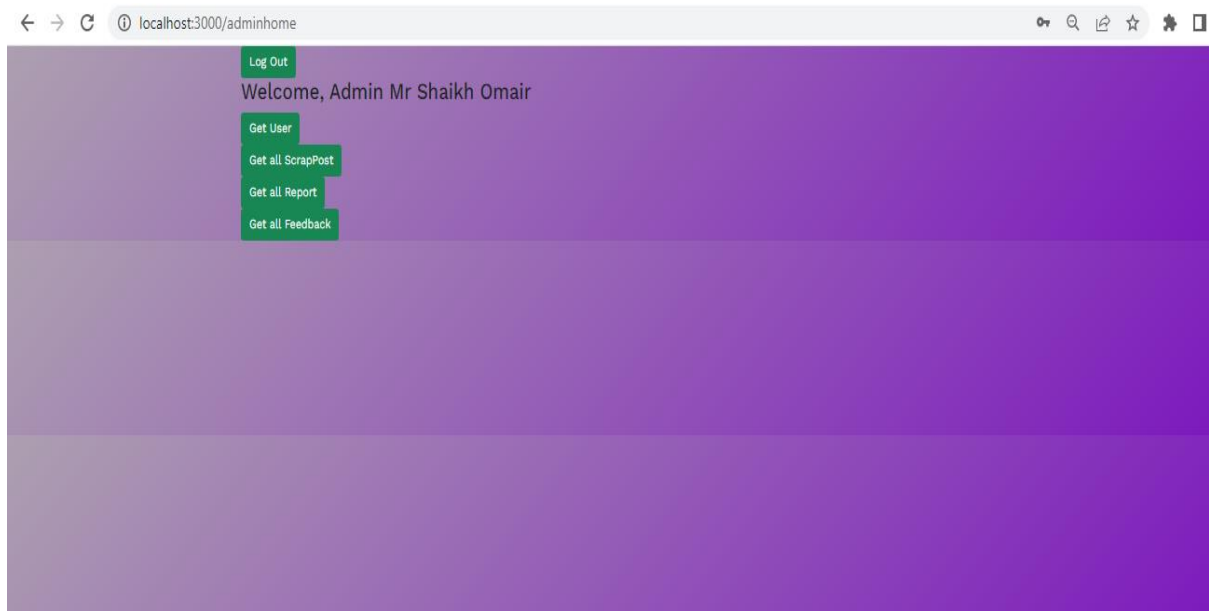 localhost:3000/adminhome
Log Out
Welcome, Admin Mr Shaikh Omair
Get User
Get all ScrapPost
Get all Report
Get all Feedback